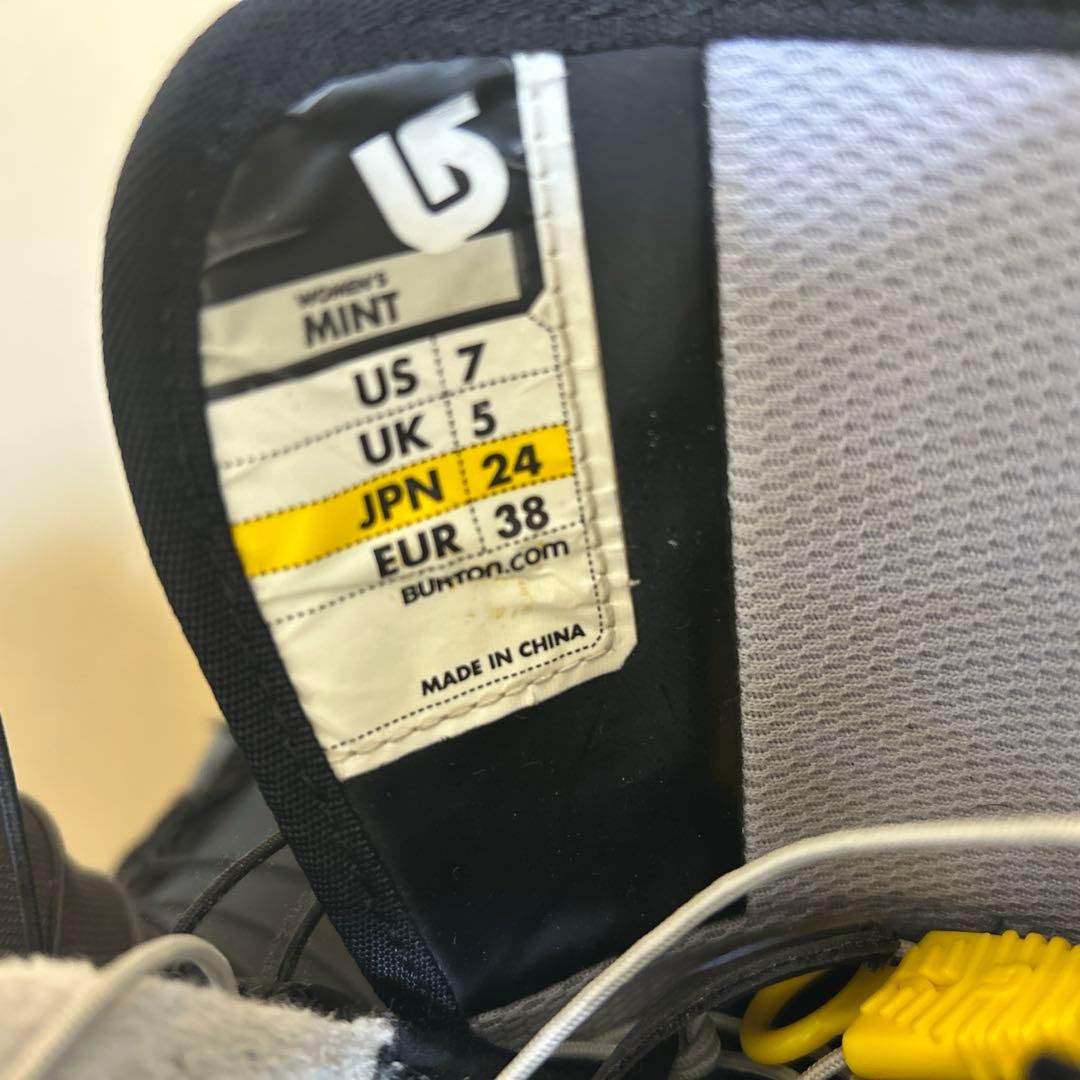 WOMEN'S
MINT
US 7
UK 5
JPN 24
EUR 38
BURTON.com
MADE IN CHINA